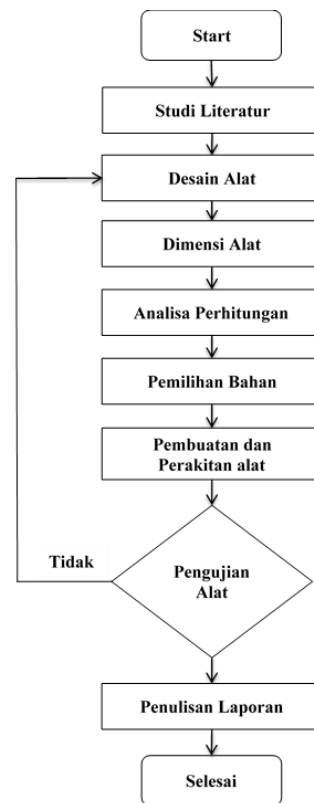 Start
Studi Literatur
Desain Alat
Dimensi Alat
Analisa Perhitungan
Pemilihan Bahan
Pembuatan dan
Perakitan alat
Tidak
Pengujian
Alat
Penulisan Laporan
Selesai